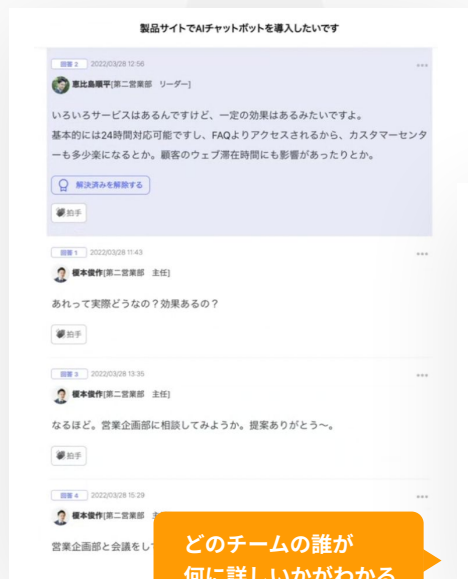 製品サイトでAIチャットボットを導入したいです
回答 2 2022/03/28 12:56
恵比島順平[第二営業部 リーダー]
いろいろサービスはあるんですけど、一定の効果はあるみたいですよ。
基本的には24時間対応可能ですし、FAQよりアクセスされるから、カスタマーセンタ
ーも多少楽になるとか。顧客のウェブ滞在時間にも影響があったりとか。
解決済みを解除する
拍手
回答 1 2022/03/28 11:43
榎本俊作[第二営業部 主任]
あれって実際どうなの？効果あるの？
拍手
回答 3 2022/03/28 13:35
榎本俊作[第二営業部 主任]
なるほど。営業企画部に相談してみようか。提案ありがとう〜。
拍手
回答 4 2022/03/28 15:29
榎本俊作[第二営業部
営業企画部と会議をし
どのチームの誰が
何に詳しいかがわかる